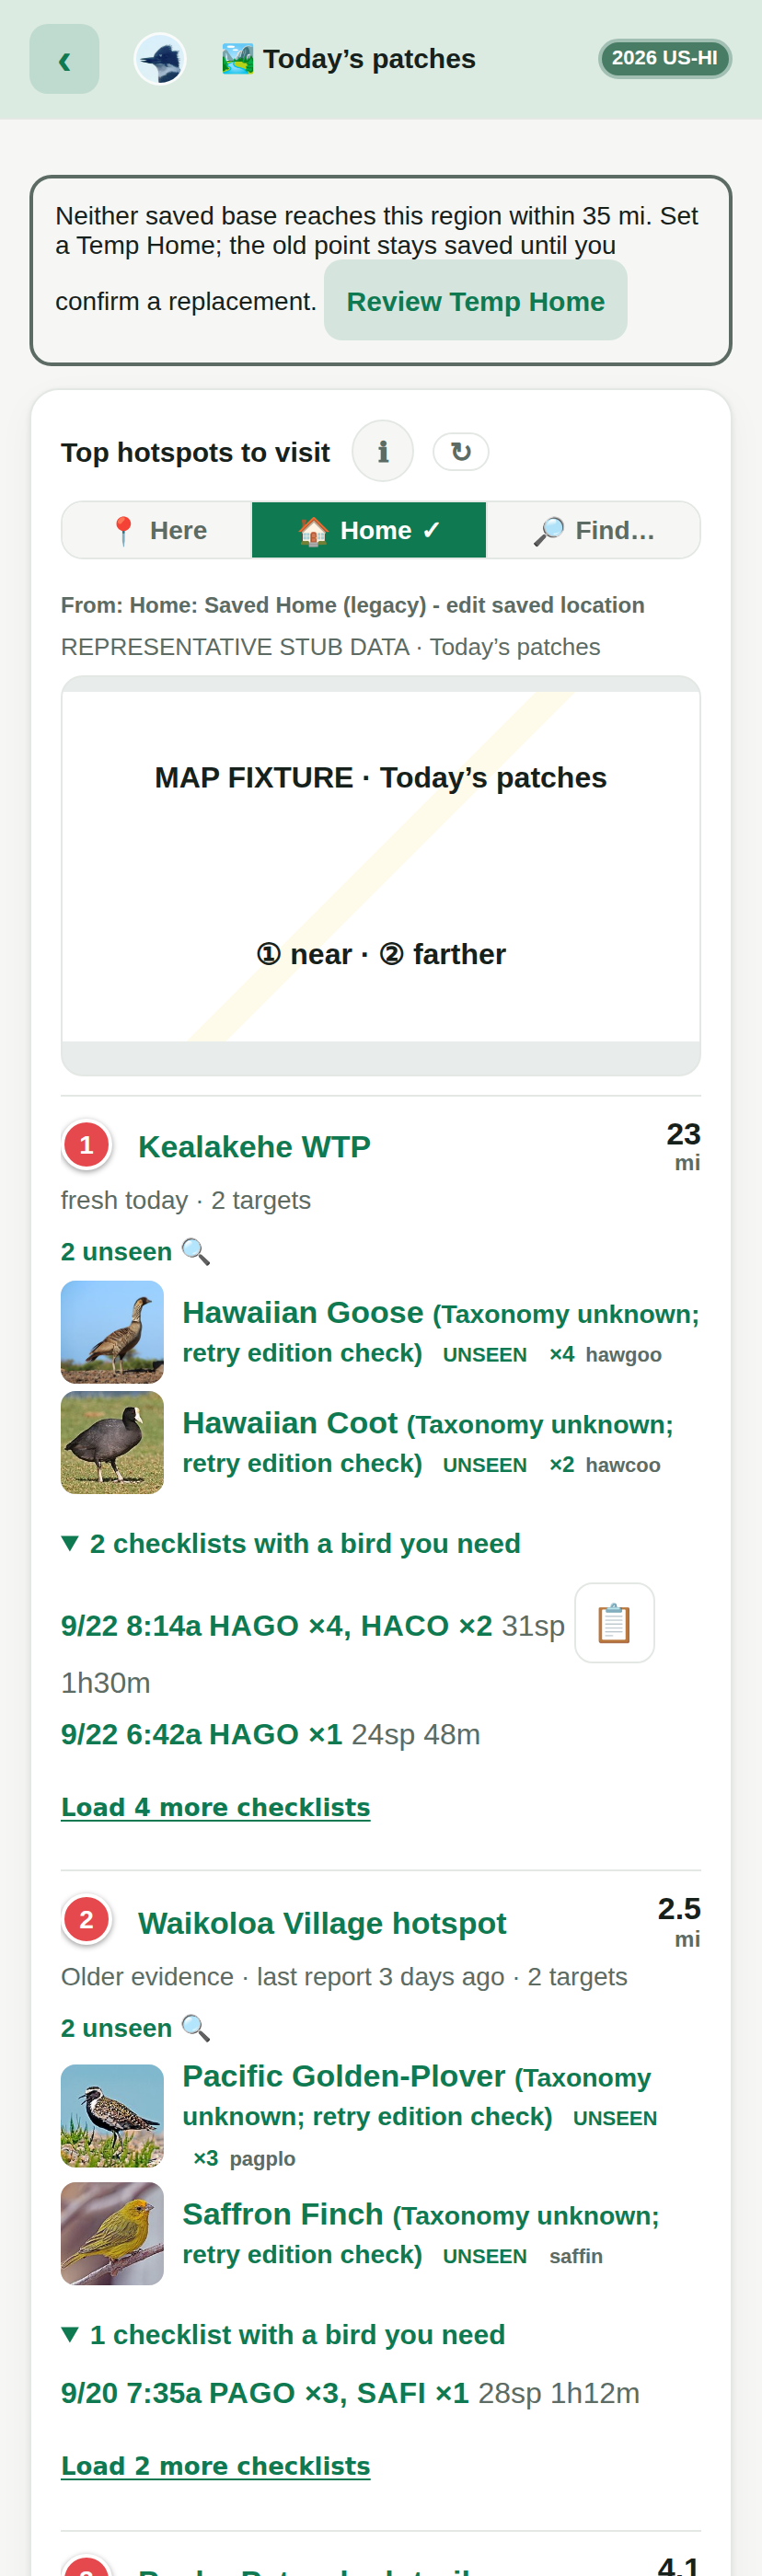 ‹ 🏞️ Today’s patches 2026 US-HI
Neither saved base reaches this region within 35 mi. Set
a Temp Home; the old point stays saved until you
confirm a replacement. Review Temp Home
Top hotspots to visit ℹ ↻
📍 Here 🏠 Home ✓ 🔎 Find…
From: Home: Saved Home (legacy) - edit saved location
REPRESENTATIVE STUB DATA · Today’s patches
MAP FIXTURE · Today’s patches
① near · ② farther
1 Kealakehe WTP 23
mi
fresh today · 2 targets
2 unseen 🔍
Hawaiian Goose (Taxonomy unknown;
retry edition check) UNSEEN ×4 hawgoo
Hawaiian Coot (Taxonomy unknown;
retry edition check) UNSEEN ×2 hawcoo
▼ 2 checklists with a bird you need
9/22 8:14a HAGO ×4, HACO ×2 31sp 📋
1h30m
9/22 6:42a HAGO ×1 24sp 48m
Load 4 more checklists
2 Waikoloa Village hotspot 2.5
mi
Older evidence · last report 3 days ago · 2 targets
2 unseen 🔍
Pacific Golden-Plover (Taxonomy
unknown; retry edition check) UNSEEN
×3 pagplo
Saffron Finch (Taxonomy unknown;
retry edition check) UNSEEN saffin
▼ 1 checklist with a bird you need
9/20 7:35a PAGO ×3, SAFI ×1 28sp 1h12m
Load 2 more checklists
4.1